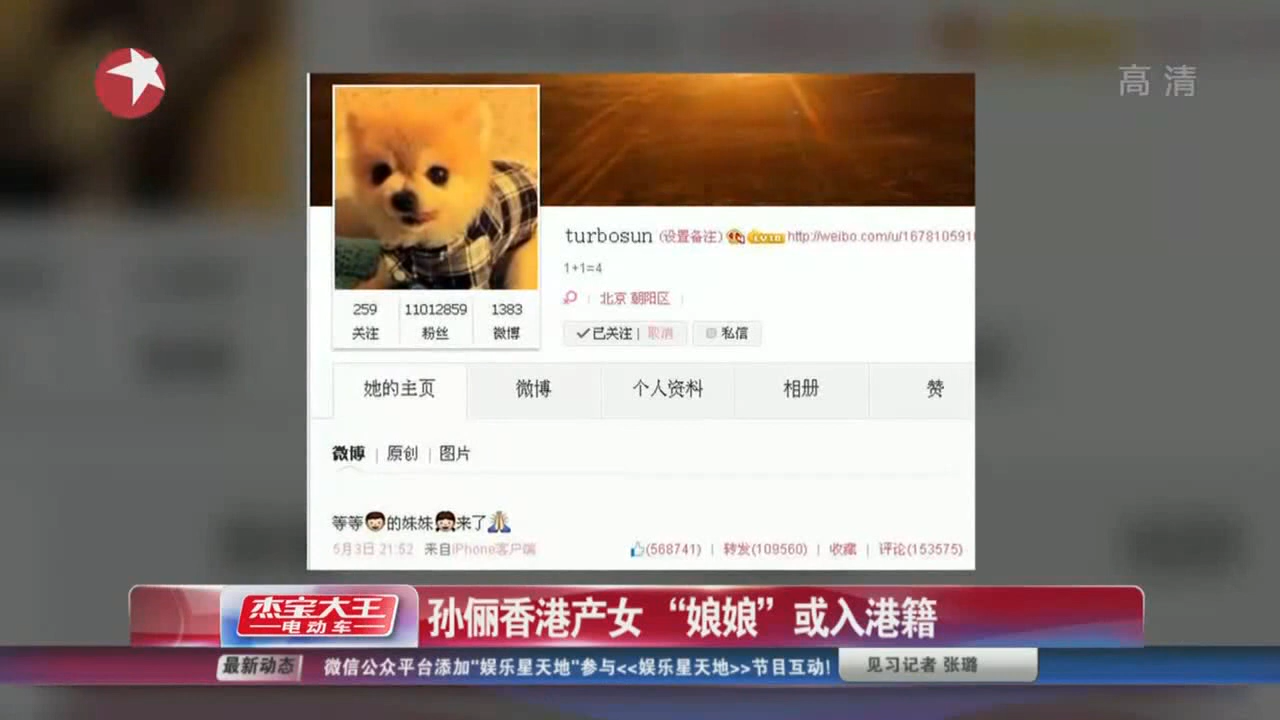 高清
turbosun (设置备注) http://weibo.com/u/167810591
1+1=4
259 11012859 1383
关注 粉丝 微博
北京 朝阳区
已关注 | 取消 私信
她的主页 微博 个人资料 相册 赞
微博 | 原创 | 图片
等等的妹妹来了
5月3日 21:52 来自iPhone客户端 (568741) | 转发(109560) | 收藏 | 评论(153575)
杰宝大王
电动车
孙俪香港产女 “娘娘”或入港籍
最新动态 微信公众平台添加"娱乐星天地"参与<<娱乐星天地>>节目互动! 见习记者 张璐